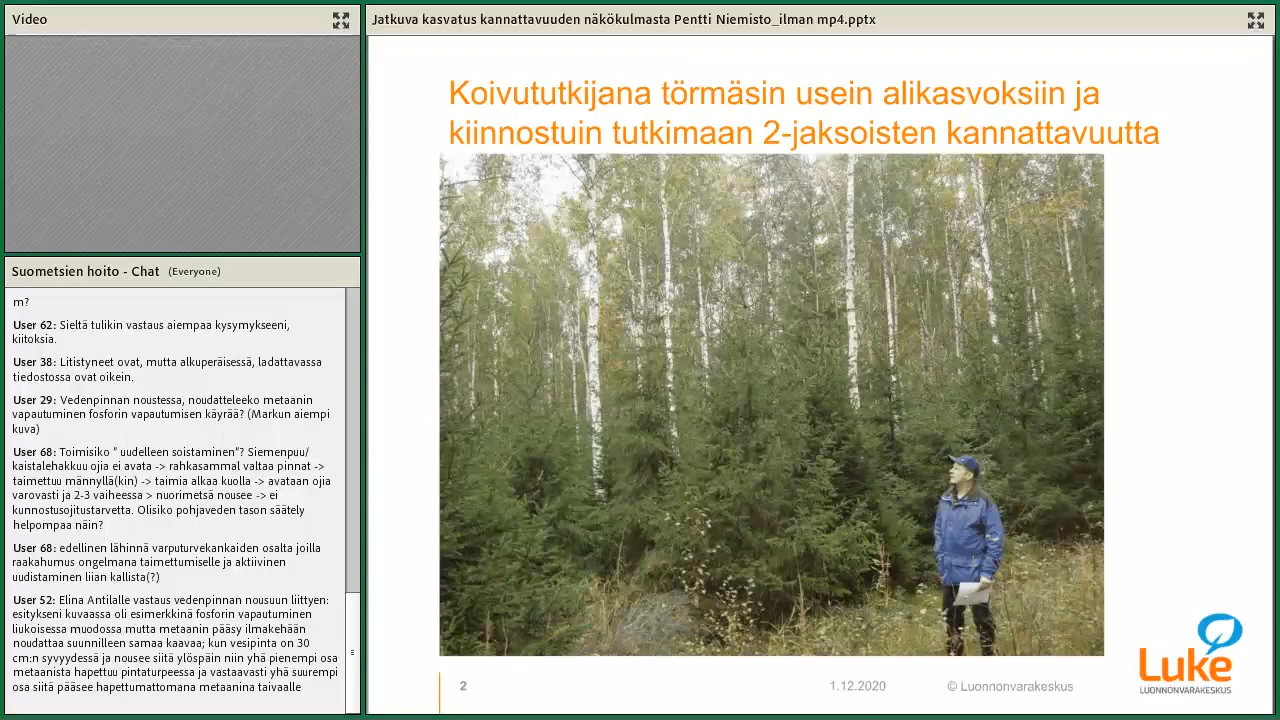 Video
Jatkuva kasvatus kannattavuuden näkökulmasta Pentti Niemisto_ilman mp4.pptx
Suometsien hoito - Chat (Everyone)
m?
User 62: Sieltä tulikin vastaus aiempaa kysymykseeni,
kiitoksia.
User 38: Litistyneet ovat, mutta alkuperäisessä, ladattavassa
tiedostossa ovat oikein.
User 29: Vedenpinnan noustessa, noudatteleeko metaanin
vapautuminen fosforin vapautumisen käyrää? (Markun aiempi
kuva)
User 68: Toimisiko " uudelleen soistaminen"? Siemenpuu/
kaistalehakkuu ojia ei avata -> rahkasammal valtaa pinnat ->
taimettuu männyllä(kin) -> taimia alkaa kuolla -> avataan ojia
varovasti ja 2-3 vaiheessa > nuorimetsä nousee -> ei
kunnostusojitustarvetta. Olisiko pohjaveden tason säätely
helpompaa näin?
User 68: edellinen lähinnä varputurvekankaiden osalta joilla
raakahumus ongelmana taimettumiselle ja aktiivinen
uudistaminen liian kallista(?)
User 52: Elina Antilalle vastaus vedenpinnan nousuun liittyen:
esitykseni kuvaassa oli esimerkkinä fosforin vapautuminen
liukoisessa muodossa mutta metaanin pääsy ilmakehään
noudattaa suunnilleen samaa kaavaa; kun vesipinta on 30
cm:n syvyydessä ja nousee siitä ylöspäin niin yhä pienempi osa
metaanista hapettuu pintaturpeessa ja vastaavasti yhä suurempi
osa siitä pääsee hapettumattomana metaanina taivaalle
Koivututkijana törmäsin usein alikasvoksiin ja
kiinnostuin tutkimaan 2-jaksoisten kannattavuutta
2
1.12.2020
© Luonnonvarakeskus
Luke
LUONNONVARAKESKUS